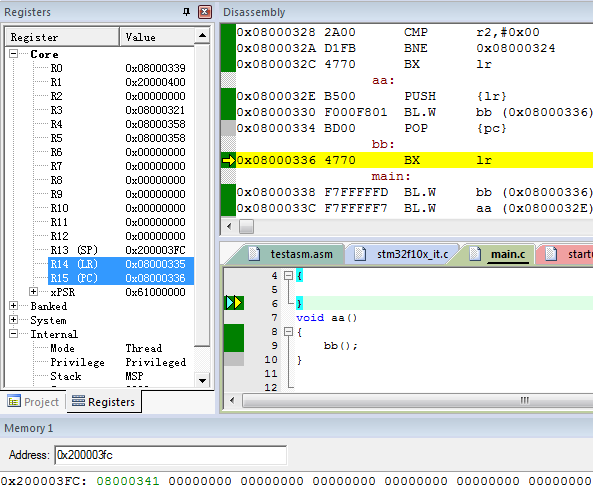 Registers
Register Value
Core
R0 0x08000339
R1 0x20000400
R2 0x00000000
R3 0x08000321
R4 0x08000358
R5 0x08000358
R6 0x00000000
R7 0x00000000
R8 0x00000000
R9 0x00000000
R10 0x00000000
R11 0x00000000
R12 0x00000000
R13 (SP) 0x200003FC
R14 (LR) 0x08000335
R15 (PC) 0x08000336
xPSR 0x61000000
Banked
System
Internal
Mode Thread
Privilege Privileged
Stack MSP
Project Registers
Disassembly
0x08000328 2A00 CMP r2,#0x00
0x0800032A D1FB BNE 0x08000324
0x0800032C 4770 BX lr
aa:
0x0800032E B500 PUSH {lr}
0x08000330 F000F801 BL.W bb (0x08000336)
0x08000334 BD00 POP {pc}
bb:
0x08000336 4770 BX lr
main:
0x08000338 F7FFFFFD BL.W bb (0x08000336)
0x0800033C F7FFFFF7 BL.W aa (0x0800032E)
testasm.asm stm32f10x_it.c main.c startu
4 {
5
6 }
7 void aa()
8 {
9 bb();
10 }
11
12
Memory 1
Address: 0x200003fc
0x200003FC: 08000341 00000000 00000000 00000000 00000000 00000000 00000000